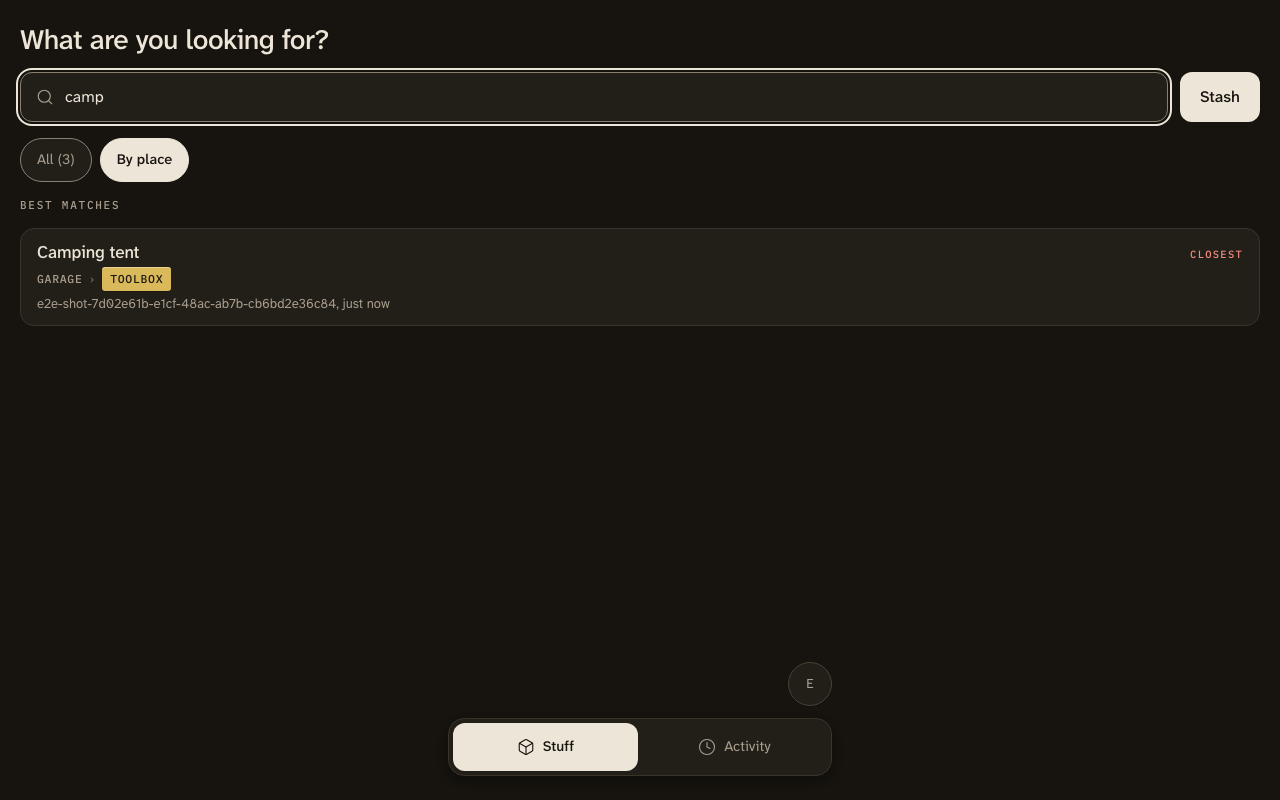 What are you looking for?
camp
Stash
All (3)
By place
BEST MATCHES
Camping tent
CLOSEST
GARAGE › TOOLBOX
e2e-shot-7d02e61b-e1cf-48ac-ab7b-cb6bd2e36c84, just now
E
Stuff
Activity